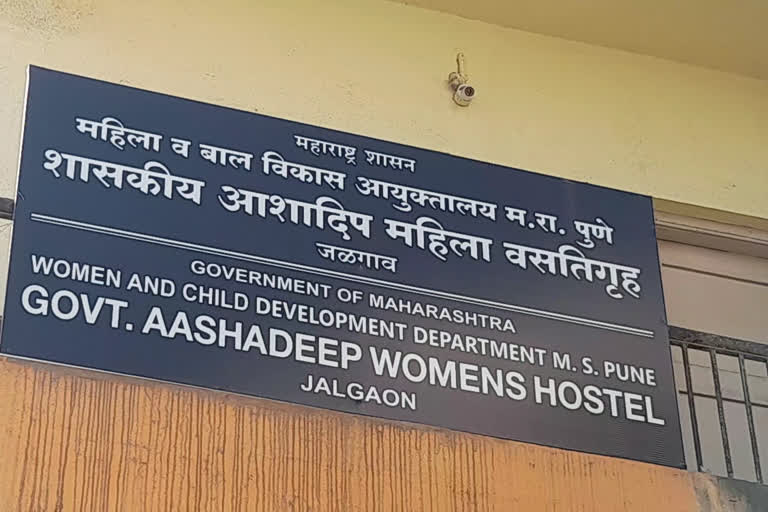 महाराष्ट्र शासन
महिला व बाल विकास आयुक्तालय म.रा. पुणे
शासकीय आशादिप महिला वसतिगृह
जळगाव
GOVERNMENT OF MAHARASHTRA
WOMEN AND CHILD DEVELOPMENT DEPARTMENT M. S. PUNE
GOVT. AASHADEEP WOMENS HOSTEL
JALGAON